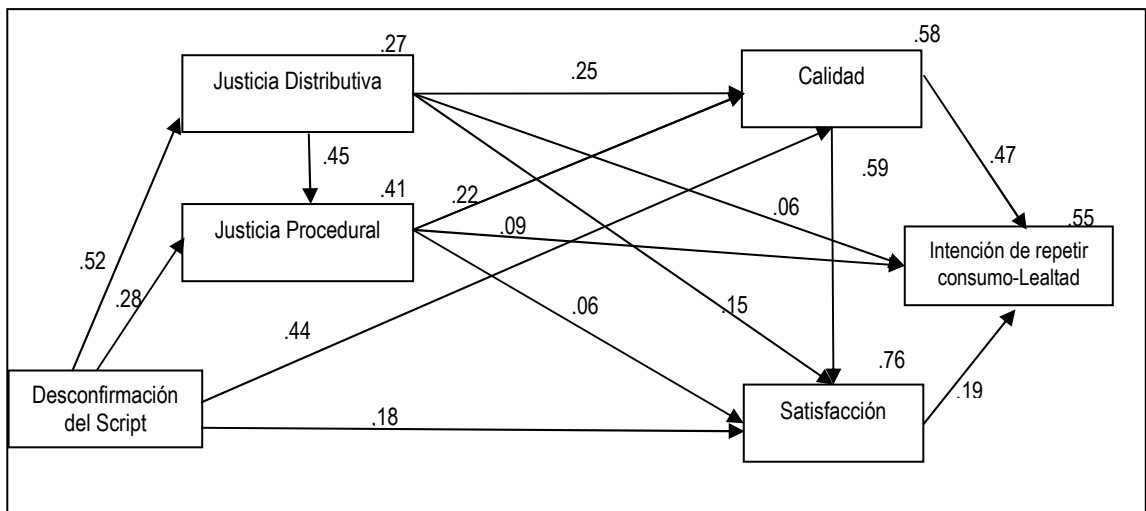 .27
.58
Justicia Distributiva
.25
Calidad
.45
.47
.41
.59
.22
.06
.55
Justicia Procedural
.09
Intención de repetir
consumo-Lealtad
.52
.28
.06
.15
.44
.76
Desconfirmación
del Script
Satisfacción
.19
.18